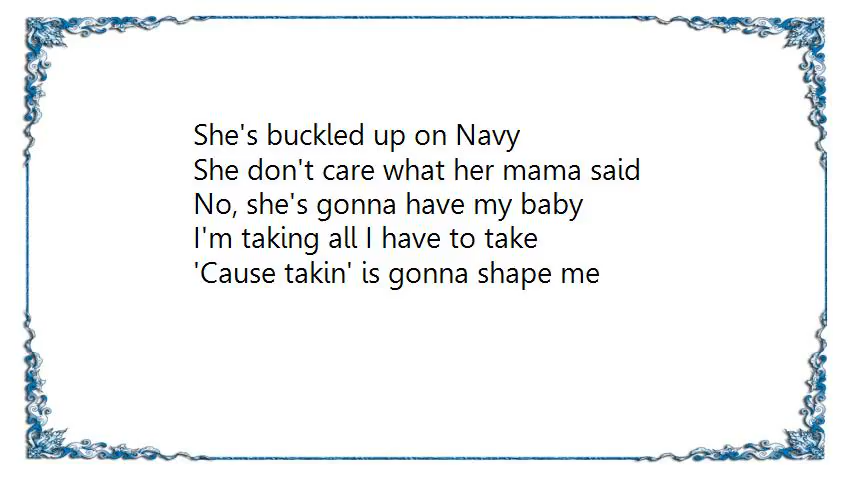 She's buckled up on Navy
She don't care what her mama said
No, she's gonna have my baby
I'm taking all I have to take
'Cause takin' is gonna shape me